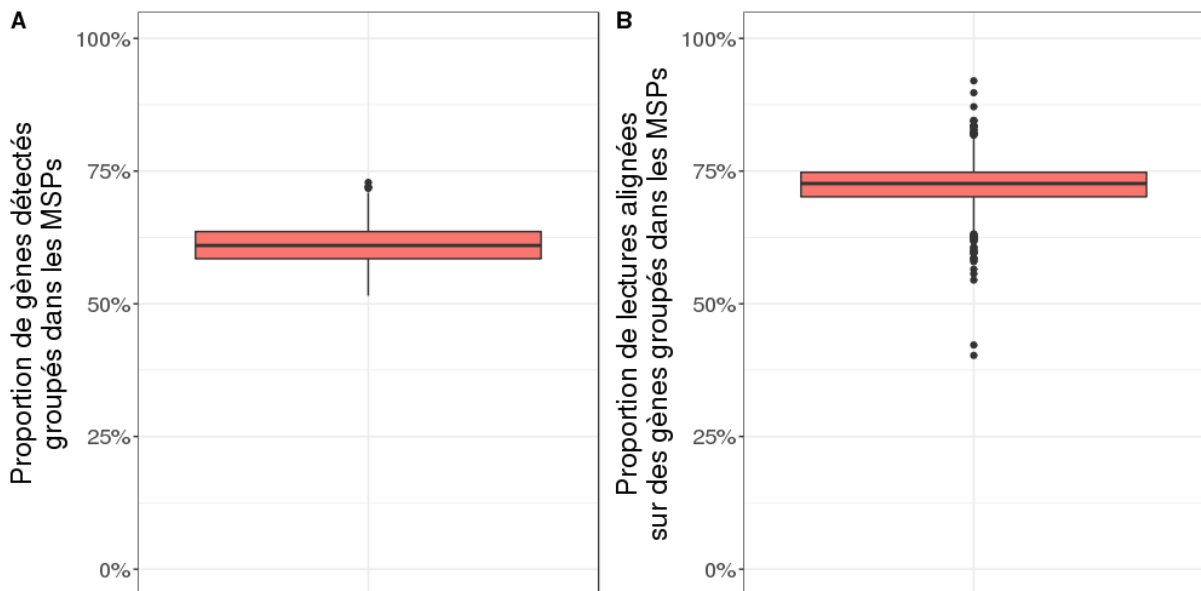 A
Proportion de gènes détectés
groupés dans les MSPs
100%
75%
50%
25%
0%
B
Proportion de lectures alignées
sur des gènes groupés dans les MSPs
100%
75%
50%
25%
0%